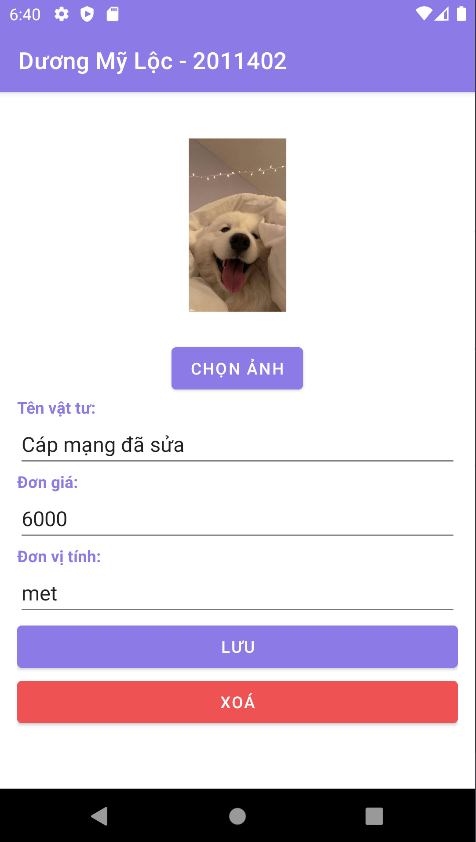 6:40
Dương Mỹ Lộc - 2011402
CHỌN ẢNH
Tên vật tư:
Cáp mạng đã sửa
Đơn giá:
6000
Đơn vị tính:
met
LƯU
XOÁ